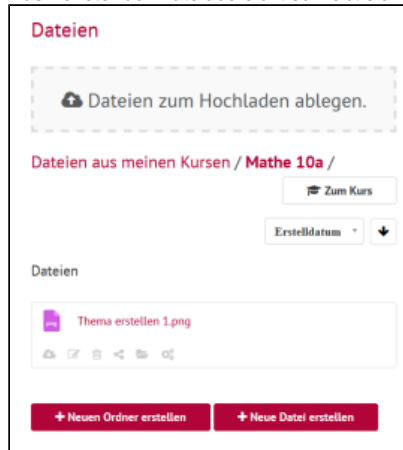 Dateien
Dateien zum Hochladen ablegen.
Dateien aus meinen Kursen / Mathe 10a /
Zum Kurs
Erstelldatum
Dateien
png
Thema erstellen 1.png
+ Neuen Ordner erstellen
+ Neue Datei erstellen